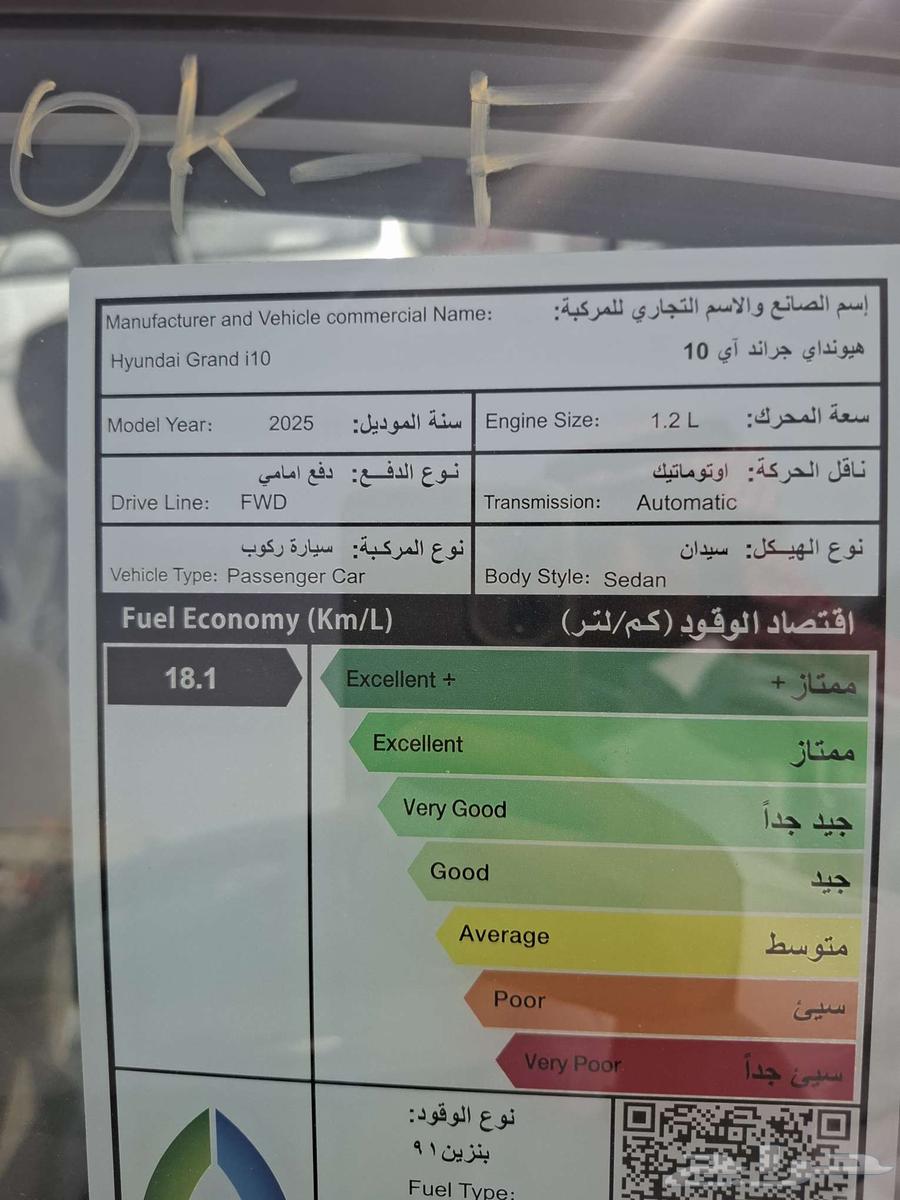 OK-F
Manufacturer and Vehicle commercial Name: إسم الصانع والاسم التجاري للمركبة:
Hyundai Grand i10 هيونداي جراند آي 10
Model Year: 2025 سنة الموديل: Engine Size: 1.2 L سعة المحرك:
نوع الدفع: دفع امامي ناقل الحركة: اوتوماتيك
Drive Line: FWD Transmission: Automatic
نوع المركبة: سيارة ركوب نوع الهيكل: سيدان
Vehicle Type: Passenger Car Body Style: Sedan
Fuel Economy (Km/L) اقتصاد الوقود (كم/لتر)
18.1 Excellent + ممتاز +
Excellent ممتاز
Very Good جيد جداً
Good جيد
Average متوسط
Poor سيئ
Very Poor سيئ جداً
نوع الوقود:
بنزين ٩١
Fuel Type: